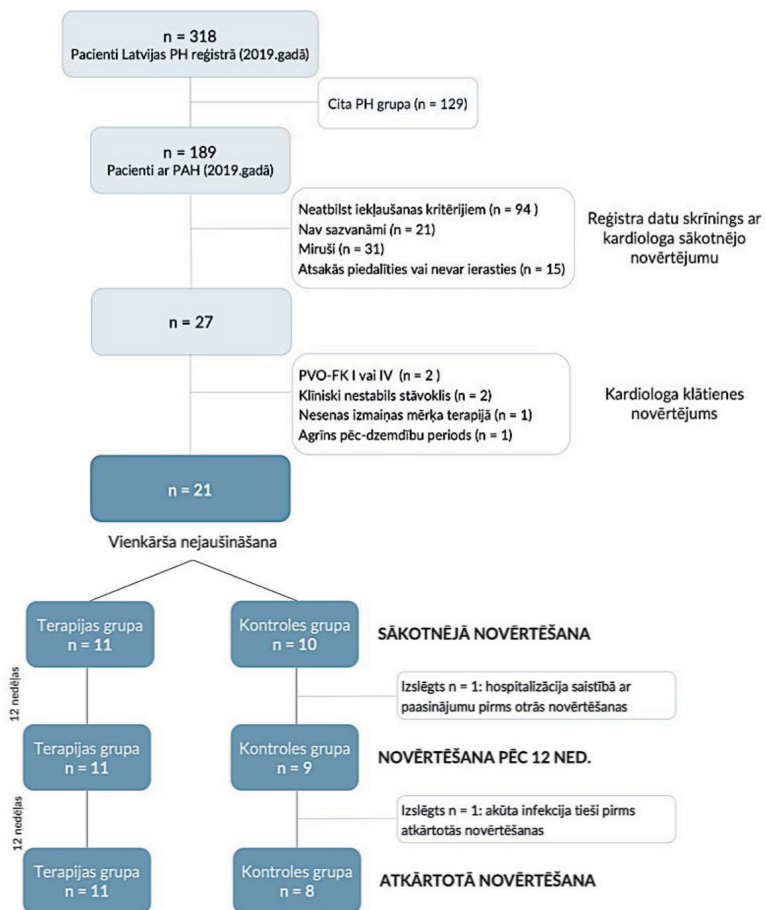 n = 318
Pacienti Latvijas PH reģistrā (2019.gadā)
Cita PH grupa (n = 129)
n = 189
Pacienti ar PAH (2019.gadā)
Neatbilst iekļaušanas kritērijiem (n = 94 )
Nav sazvanāmi (n = 21)
Miruši (n = 31)
Atsakās piedalīties vai nevar ierasties (n = 15)
Reģistra datu skrīnings ar
kardiologa sākotnējo
novērtējumu
n = 27
PVO-FK I vai IV (n = 2 )
Klīniski nestabils stāvoklis (n = 2)
Nesenas izmaiņas mērķa terapijā (n = 1)
Agrīns pēc-dzemdību periods (n = 1)
Kardiologa klātienes
novērtējums
n = 21
Vienkārša nejaušināšana
Terapijas grupa
n = 11
Kontroles grupa
n = 10
SĀKOTNĒJĀ NOVĒRTĒŠANA
12 nedēļas
Izslēgts n = 1: hospitalizācija saistībā ar
paasinājumu pirms otrās novērtēšanas
Terapijas grupa
n = 11
Kontroles grupa
n = 9
NOVĒRTĒŠANA PĒC 12 NED.
12 nedēļas
Izslēgts n = 1: akūta infekcija tieši pirms
atkārtotās novērtēšanas
Terapijas grupa
n = 11
Kontroles grupa
n = 8
ATKĀRTOTĀ NOVĒRTĒŠANA